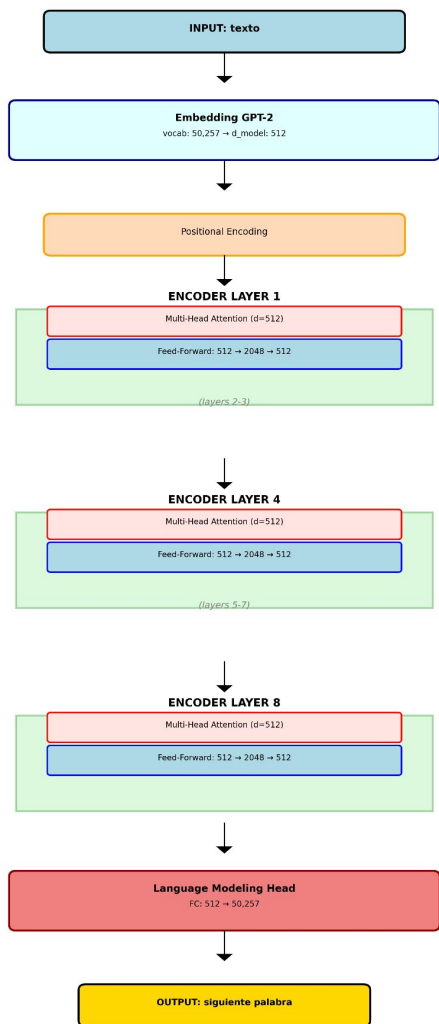 INPUT: texto
Embedding GPT-2
vocab: 50,257 → d_model: 512
Positional Encoding
ENCODER LAYER 1
Multi-Head Attention (d=512)
Feed-Forward: 512 → 2048 → 512
(layers 2-3)
ENCODER LAYER 4
Multi-Head Attention (d=512)
Feed-Forward: 512 → 2048 → 512
(layers 5-7)
ENCODER LAYER 8
Multi-Head Attention (d=512)
Feed-Forward: 512 → 2048 → 512
Language Modeling Head
FC: 512 → 50,257
OUTPUT: siguiente palabra